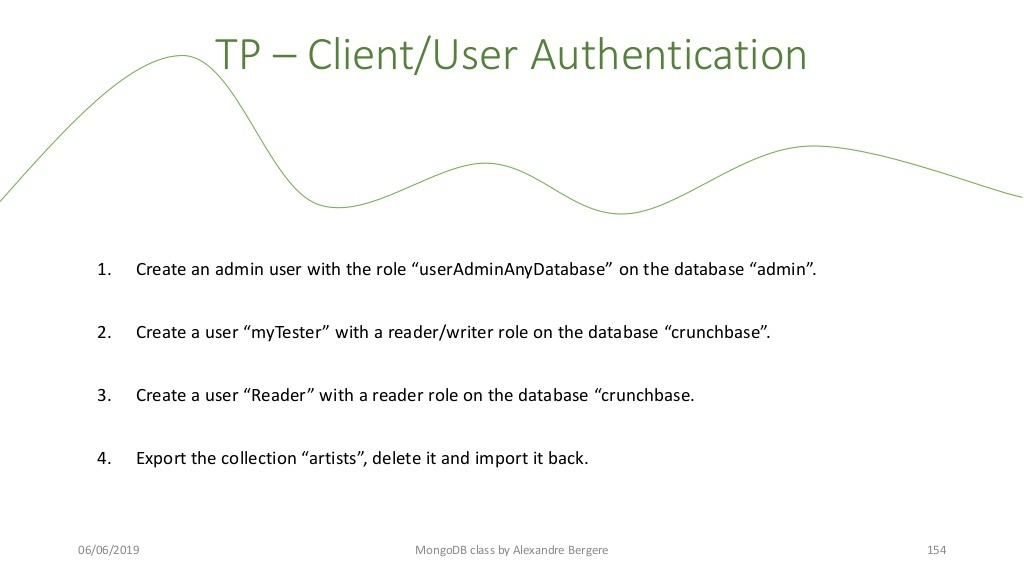 TP – Client/User Authentication
1. Create an admin user with the role “userAdminAnyDatabase” on the database “admin”.
2. Create a user “myTester” with a reader/writer role on the database “crunchbase”.
3. Create a user “Reader” with a reader role on the database “crunchbase.
4. Export the collection “artists”, delete it and import it back.
06/06/2019
MongoDB class by Alexandre Bergere
154